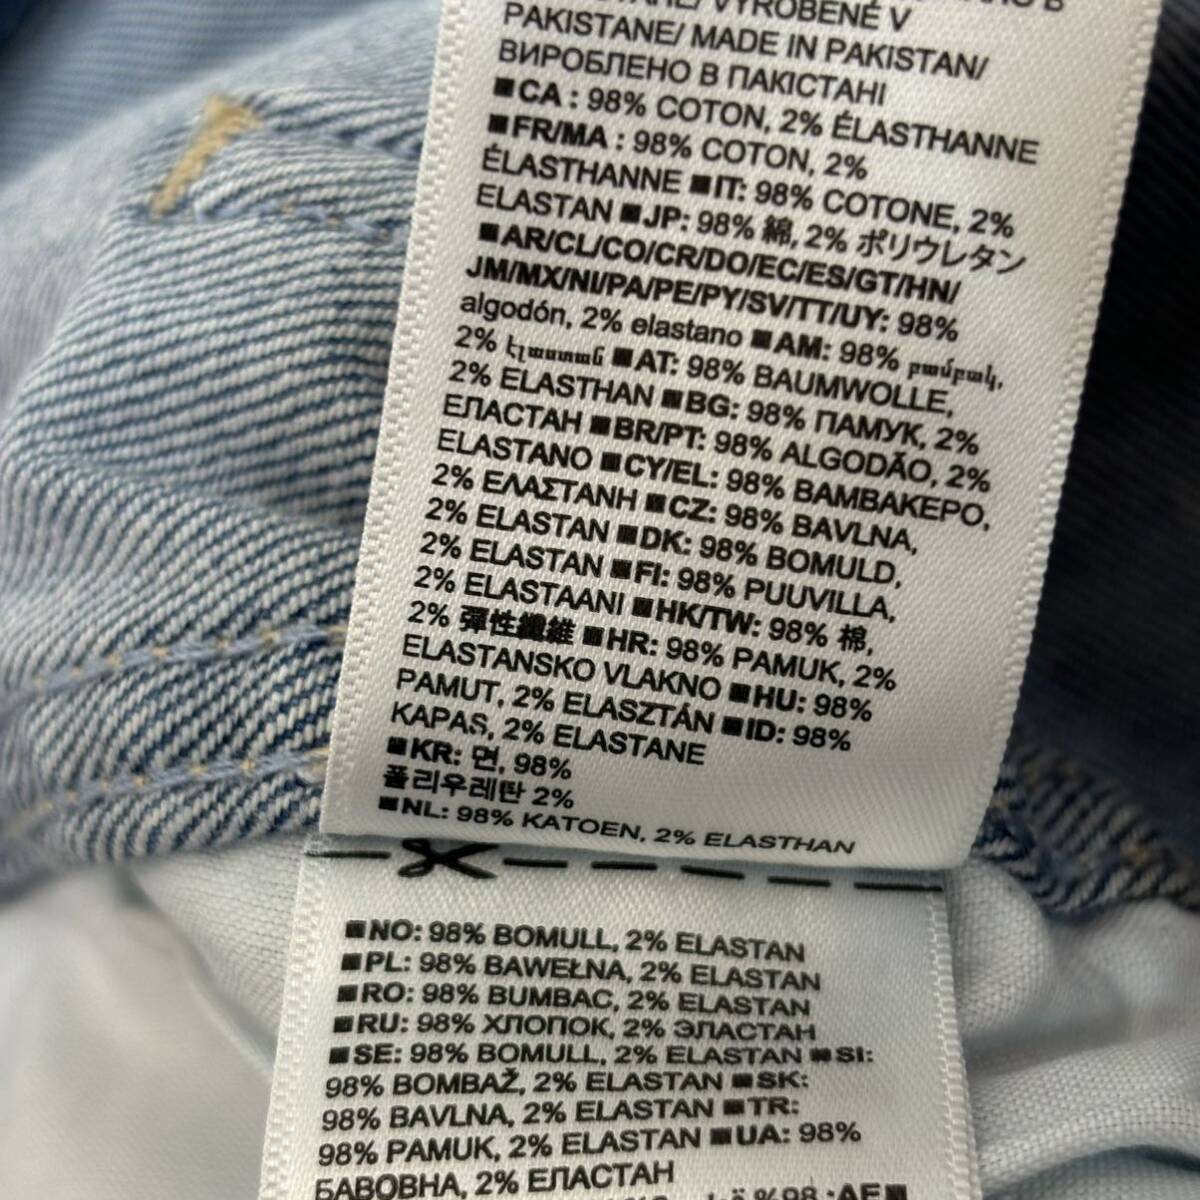 VYROBENÉ V
PAKISTANE/ MADE IN PAKISTAN/
ВИРОБЛЕНО В ПАКІСТАНІ
■CA : 98% COTON, 2% ÉLASTHANNE
■FR/MA : 98% COTON, 2%
ÉLASTHANNE ■IT: 98% COTONE, 2%
ELASTAN ■JP: 98% 綿, 2% ポリウレタン
■AR/CL/CO/CR/DO/EC/ES/GT/HN/
JM/MX/NI/PA/PE/PY/SV/TT/UY: 98%
algodón, 2% elastano ■AM: 98% բամբակ,
2% էլաստան ■AT: 98% BAUMWOLLE,
2% ELASTHAN ■BG: 98% ПАМУК, 2%
ЕЛАСТАН ■BR/PT: 98% ALGODÃO, 2%
ELASTANO ■CY/EL: 98% ΒΑΜΒΑΚΕΡΟ,
2% ΕΛΑΣΤΑΝΗ ■CZ: 98% BAVLNA,
2% ELASTAN ■DK: 98% BOMULD,
2% ELASTAN ■FI: 98% PUUVILLA,
2% ELASTAANI ■HK/TW: 98% 棉,
2% 彈性纖維 ■HR: 98% PAMUK, 2%
ELASTANSKO VLAKNO ■HU: 98%
PAMUT, 2% ELASZTÁN ■ID: 98%
KAPAS, 2% ELASTANE
■KR: 면, 98%
폴리우레탄 2%
■NL: 98% KATOEN, 2% ELASTHAN
■NO: 98% BOMULL, 2% ELASTAN
■PL: 98% BAWEŁNA, 2% ELASTAN
■RO: 98% BUMBAC, 2% ELASTAN
■RU: 98% ХЛОПОК, 2% ЭЛАСТАН
■SE: 98% BOMULL, 2% ELASTAN ■SI:
98% BOMBAŽ, 2% ELASTAN ■SK:
98% BAVLNA, 2% ELASTAN ■TR:
98% PAMUK, 2% ELASTAN ■UA: 98%
БАВОВНА, 2% ЕЛАСТАН
%98 :AE■